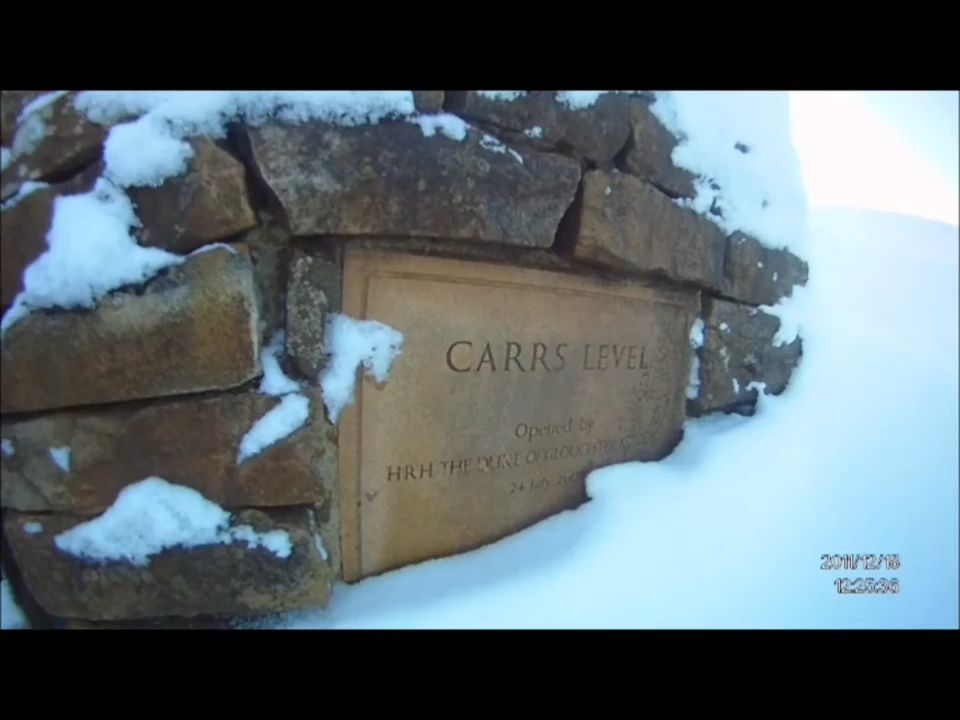 CARRS LEVEL
Opened by
HRH THE DUKE OF GLOUCESTER
24 July
2011/12/18
12:25:36